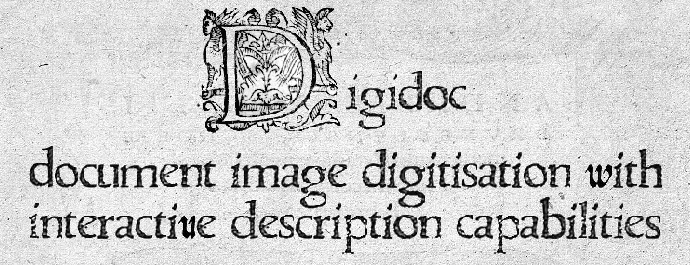 Digidoc
document image digitisation with
interactive description capabilities